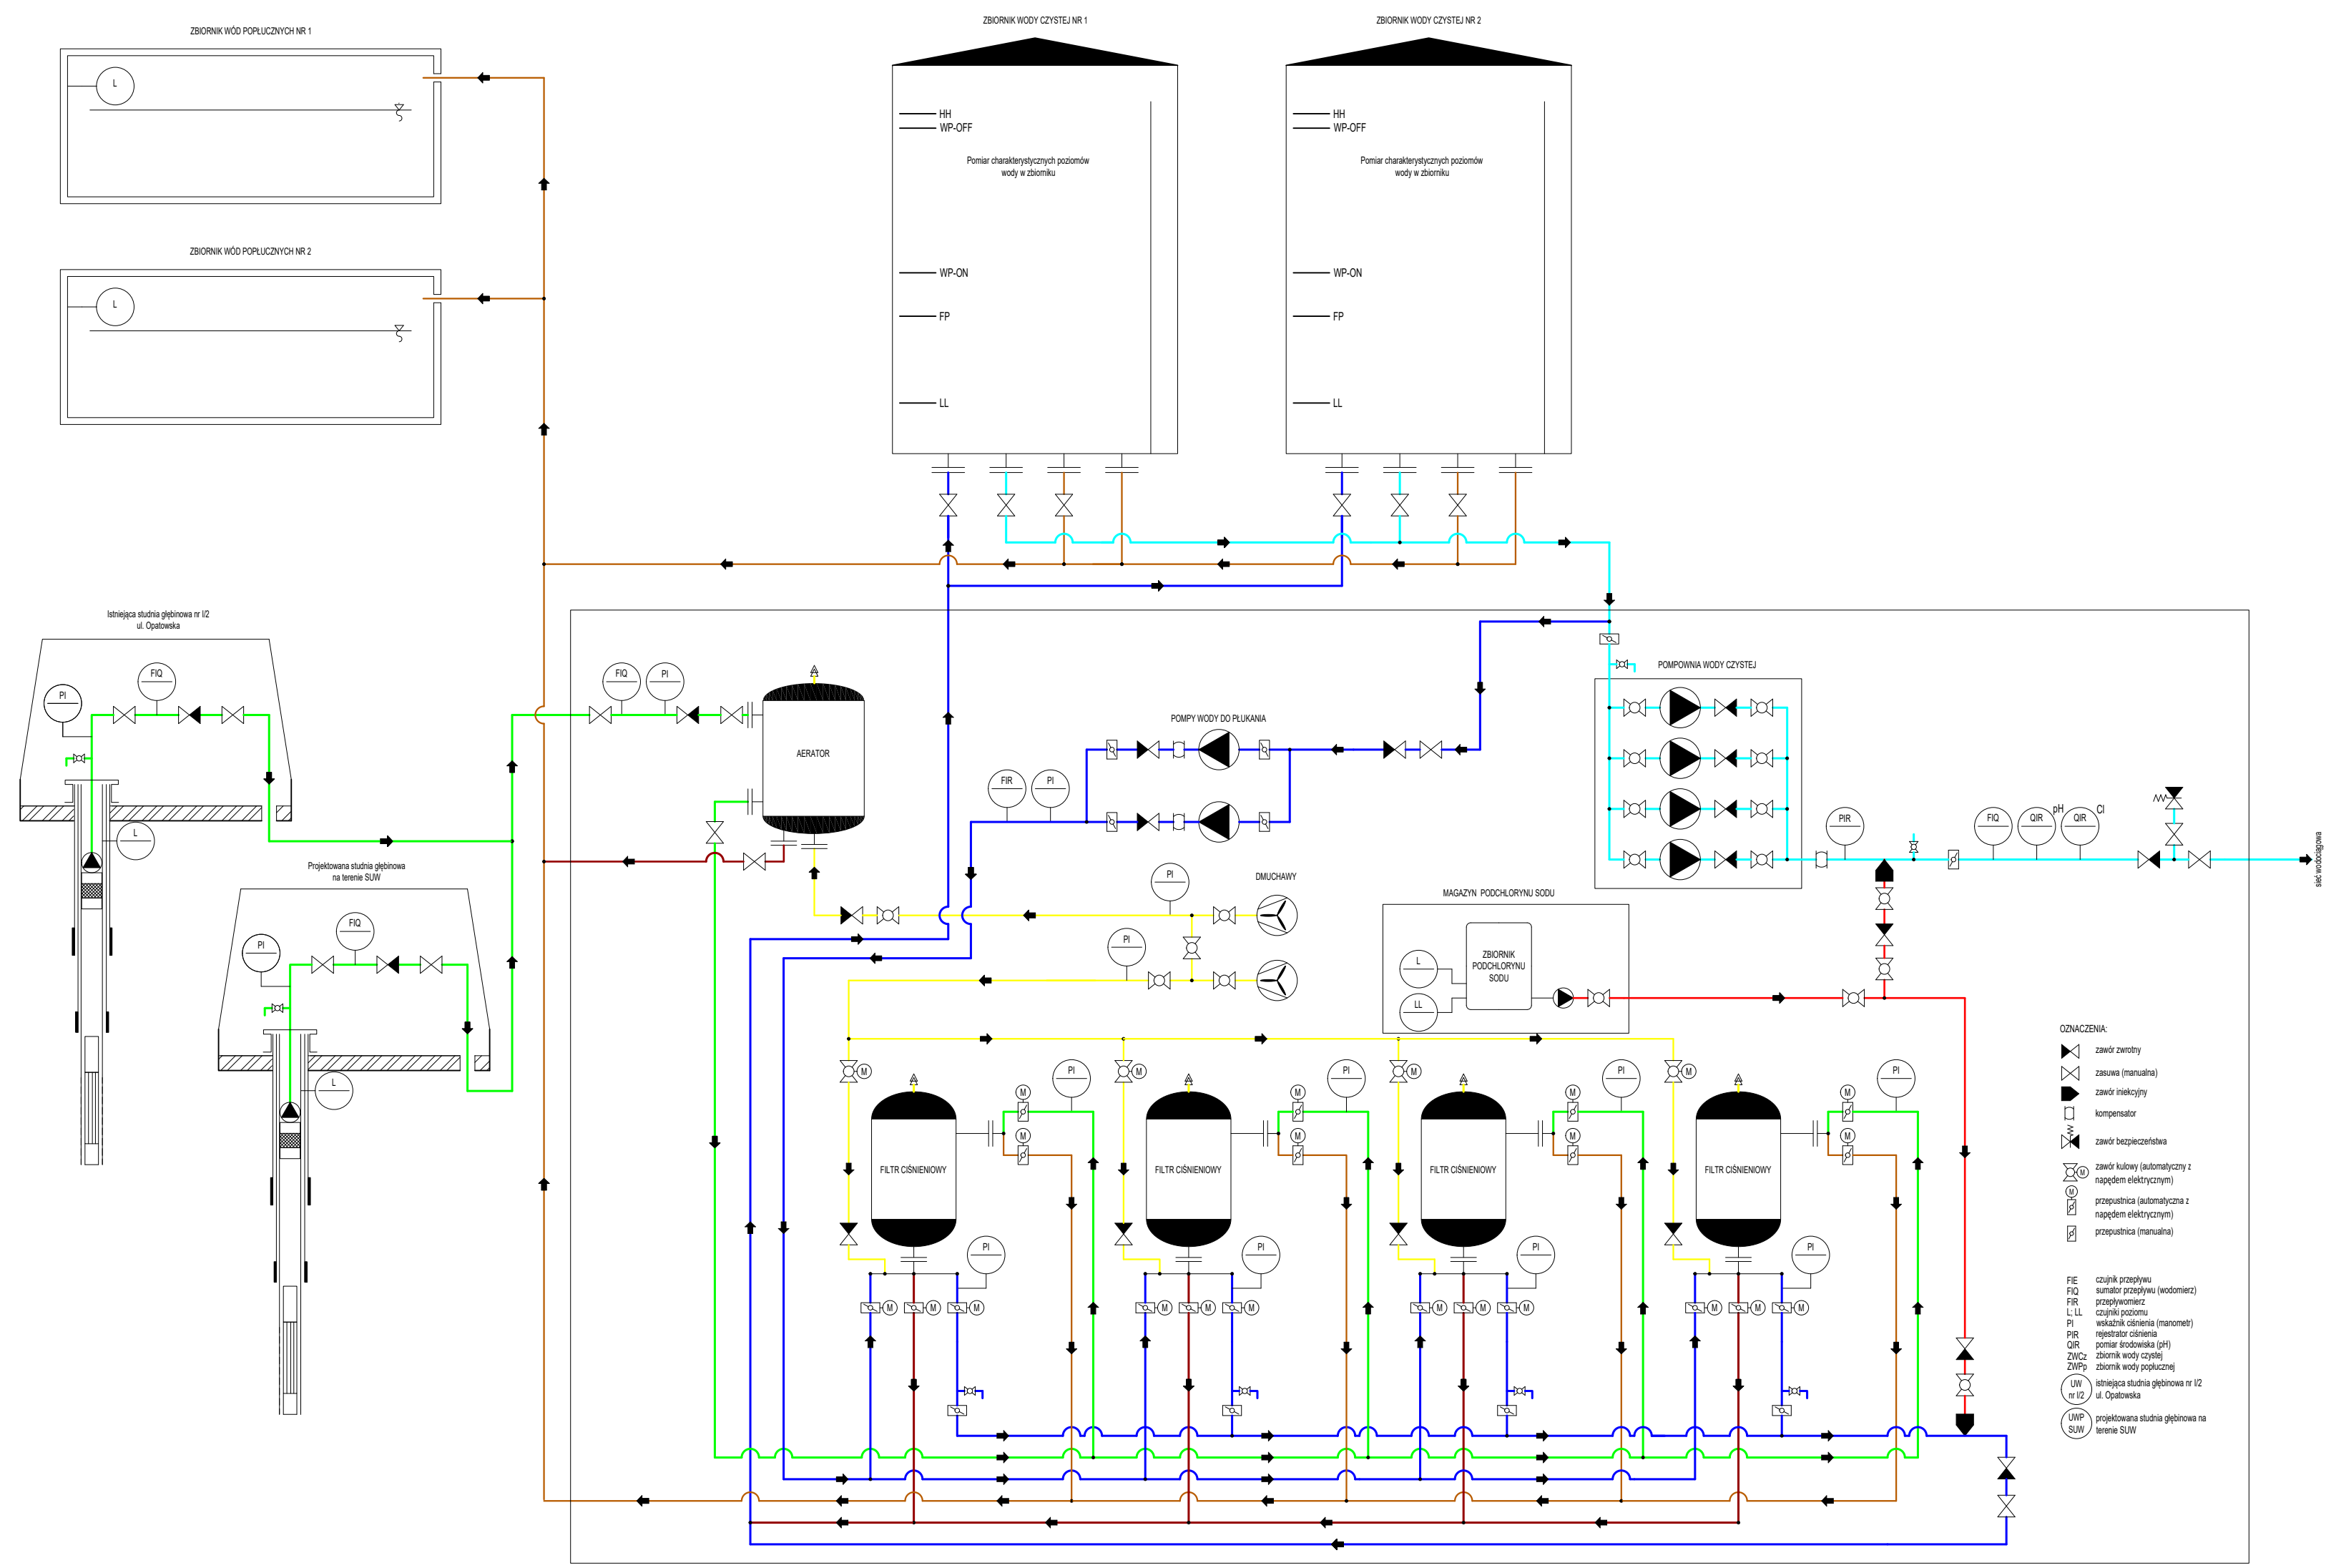 ZBIORNIK WODY CZYSTEJ NR 1
ZBIORNIK WODY CZYSTEJ NR 2
ZBIORNIK WÓD POPŁUCZNYCH NR 1
L
HH
WP-OFF
Pomiar charakterystycznych poziomów
wody w zbiorniku
WP-ON
FP
LL
HH
WP-OFF
Pomiar charakterystycznych poziomów
wody w zbiorniku
WP-ON
FP
LL
ZBIORNIK WÓD POPŁUCZNYCH NR 2
L
Istniejąca studnia głębinowa nr I/2
ul. Opatowska
PI
FIQ
L
Projektowana studnia głębinowa
na terenie SUW
PI
FIQ
L
FIQ
PI
AERATOR
POMPY WODY DO PŁUKANIA
FIR
PI
POMPOWNIA WODY CZYSTEJ
PIR
FIQ
QIR
pH
QIR
Cl
sieć wodociągowa
DMUCHAWY
PI
PI
MAGAZYN PODCHLORYNU SODU
L
LL
ZBIORNIK
PODCHLORYNU
SODU
M
M
M
M
PI
PI
PI
PI
M
M
M
M
M
M
M
M
FILTR CIŚNIENIOWY
FILTR CIŚNIENIOWY
FILTR CIŚNIENIOWY
FILTR CIŚNIENIOWY
PI
PI
PI
PI
M
M
M
M
M
M
M
M
M
M
M
M
OZNACZENIA:
zawór zwrotny
zasuwa (manualna)
zawór iniekcyjny
kompensator
zawór bezpieczeństwa
M
zawór kulowy (automatyczny z
napędem elektrycznym)
M
przepustnica (automatyczna z
napędem elektrycznym)
przepustnica (manualna)
FIE czujnik przepływu
FIQ sumator przepływu (wodomierz)
FIR przepływomierz
L; LL czujniki poziomu
PI wskaźnik ciśnienia (manometr)
PIR rejestrator ciśnienia
QIR pomiar środowiska (pH)
ZWCz zbiornik wody czystej
ZWPp zbiornik wody popłucznej
UW
nr I/2
istniejąca studnia głębinowa nr I/2
ul. Opatowska
UWP
SUW
projektowana studnia głębinowa na
terenie SUW